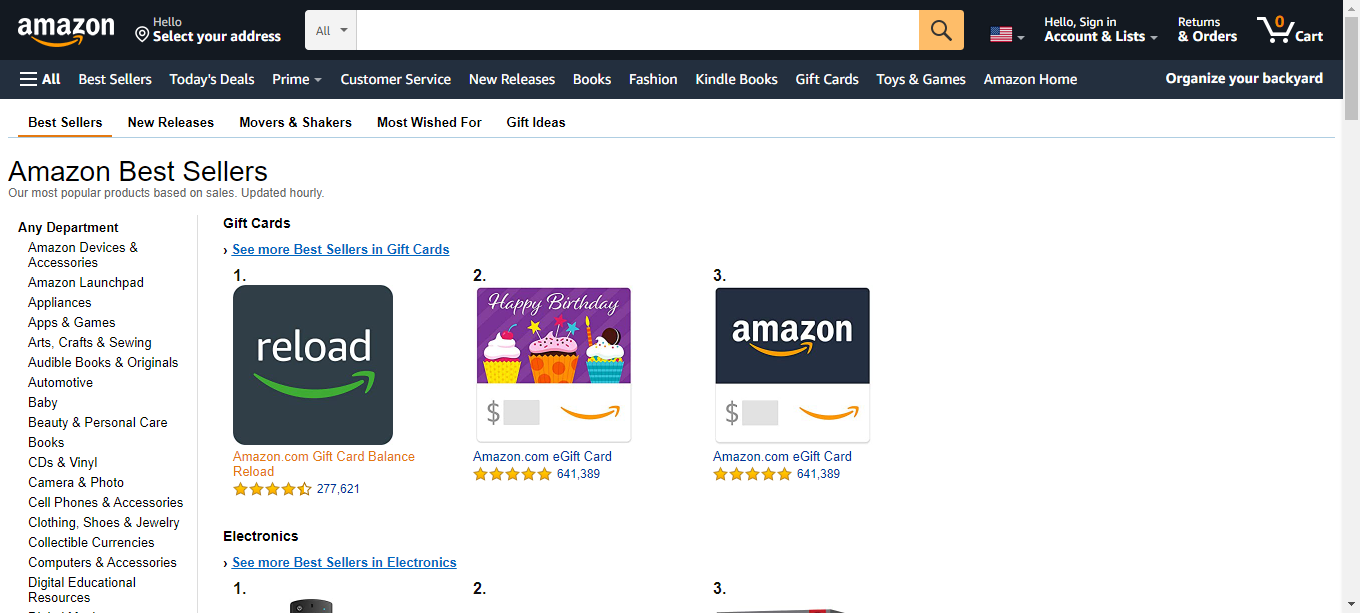 amazon
Hello
Select your address
All
0
Cart
Hello, Sign in
Account & Lists
Returns
& Orders
All
Best Sellers
Today's Deals
Prime
Customer Service
New Releases
Books
Fashion
Kindle Books
Gift Cards
Toys & Games
Amazon Home
Organize your backyard
Best Sellers
New Releases
Movers & Shakers
Most Wished For
Gift Ideas
Amazon Best Sellers
Our most popular products based on sales. Updated hourly.
Any Department
Amazon Devices &
Accessories
Amazon Launchpad
Appliances
Apps & Games
Arts, Crafts & Sewing
Audible Books & Originals
Automotive
Baby
Beauty & Personal Care
Books
CDs & Vinyl
Camera & Photo
Cell Phones & Accessories
Clothing, Shoes & Jewelry
Collectible Currencies
Computers & Accessories
Digital Educational
Resources
Gift Cards
› See more Best Sellers in Gift Cards
1.
reload
Amazon.com Gift Card Balance
Reload
277,621
2.
Happy Birthday
$
Amazon.com eGift Card
641,389
3.
amazon
$
Amazon.com eGift Card
641,389
Electronics
› See more Best Sellers in Electronics
1.
2.
3.